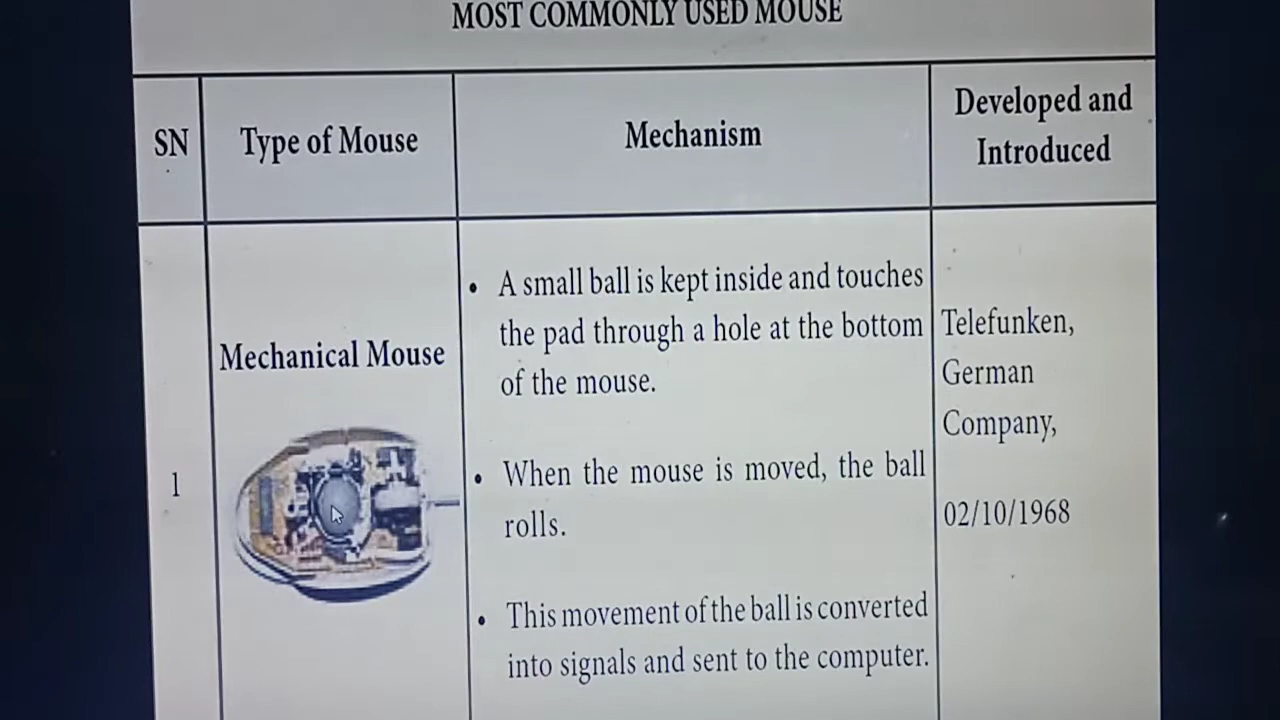 MOST COMMONLY USED MOUSE
SN
Type of Mouse
Mechanism
Developed and
Introduced
1
Mechanical Mouse
• A small ball is kept inside and touches
the pad through a hole at the bottom
of the mouse.
• When the mouse is moved, the ball
rolls.
• This movement of the ball is converted
into signals and sent to the computer.
Telefunken,
German
Company,
02/10/1968